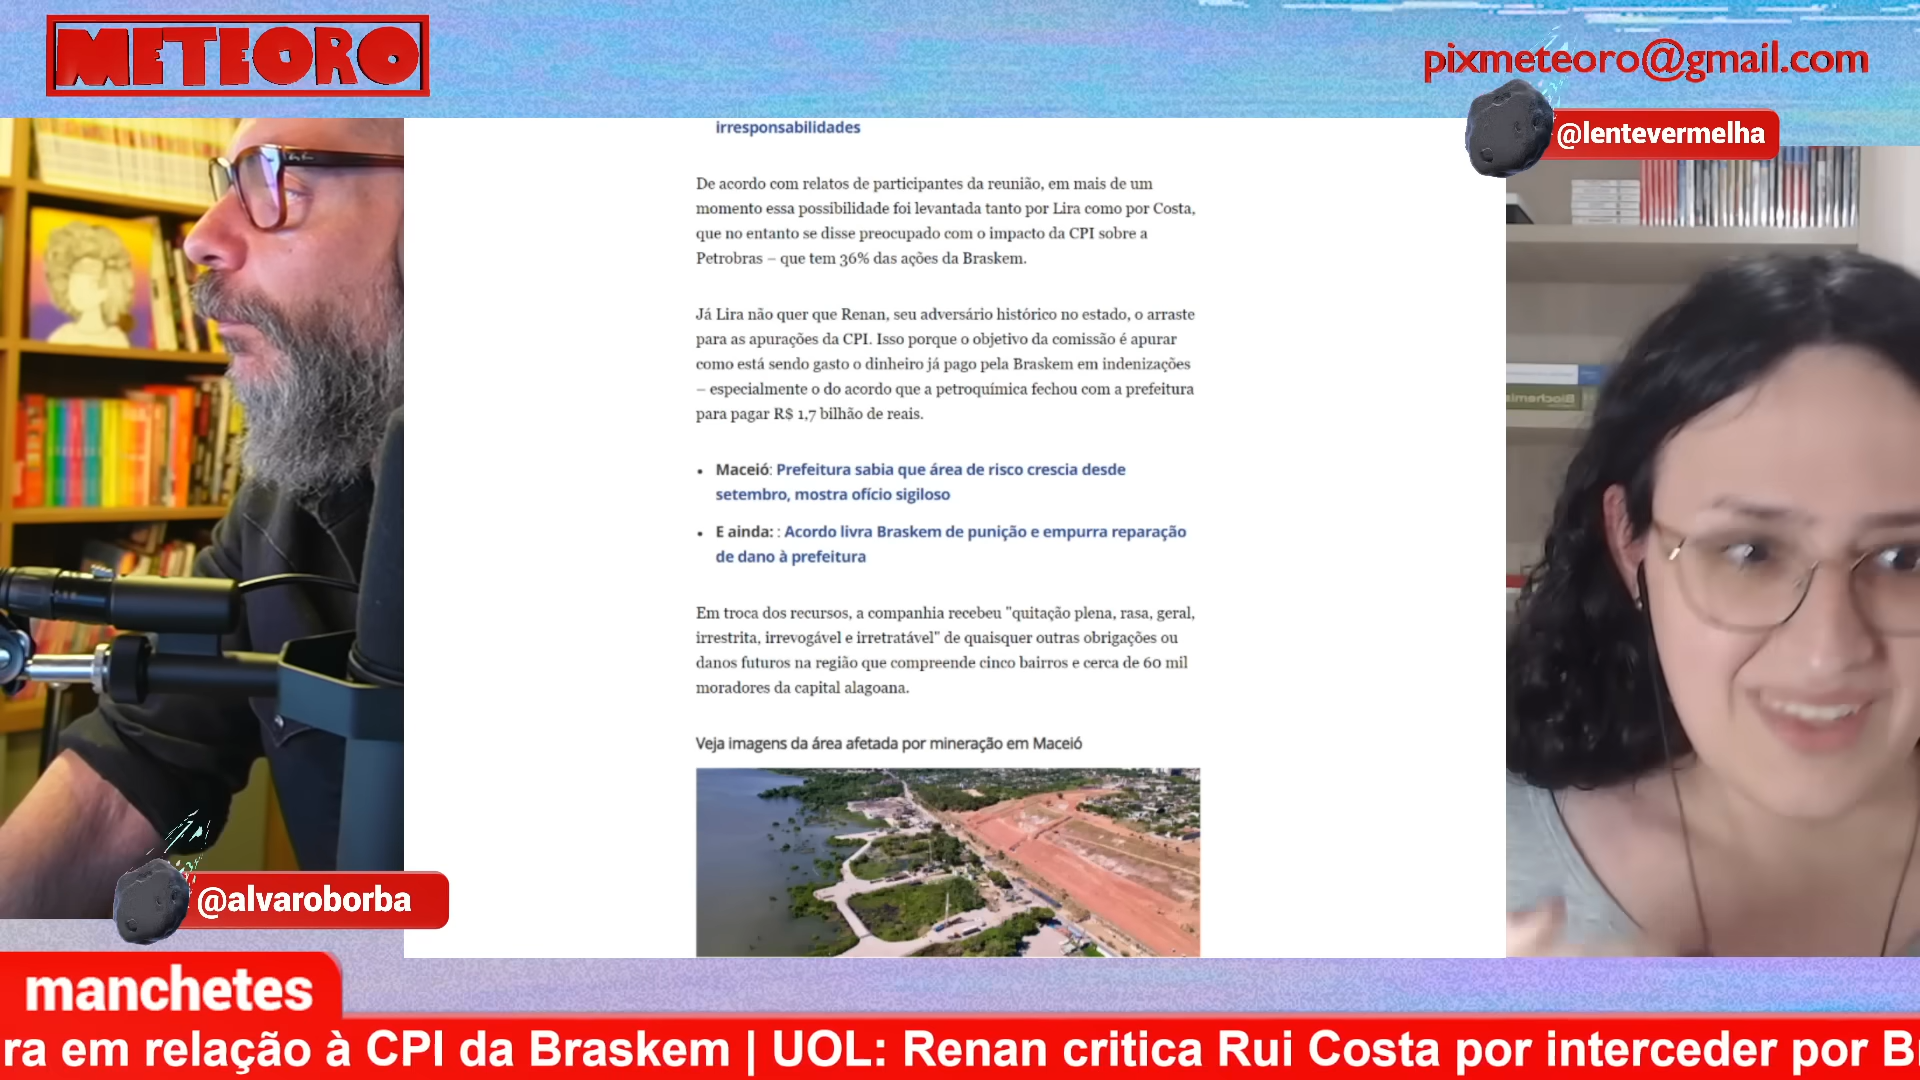 METEORO
pixmeteoro@gmail.com
@lentevermelha
irresponsabilidades
De acordo com relatos de participantes da reunião, em mais de um
momento essa possibilidade foi levantada tanto por Lira como por Costa,
que no entanto se disse preocupado com o impacto da CPI sobre a
Petrobras – que tem 36% das ações da Braskem.
Já Lira não quer que Renan, seu adversário histórico no estado, o arraste
para as apurações da CPI. Isso porque o objetivo da comissão é apurar
como está sendo gasto o dinheiro já pago pela Braskem em indenizações
– especialmente o do acordo que a petroquímica fechou com a prefeitura
para pagar R$ 1,7 bilhão de reais.
• Maceió: Prefeitura sabia que área de risco crescia desde
setembro, mostra ofício sigiloso
• E ainda: : Acordo livra Braskem de punição e empurra reparação
de dano à prefeitura
Em troca dos recursos, a companhia recebeu "quitação plena, rasa, geral,
irrestrita, irrevogável e irretratável" de quaisquer outras obrigações ou
danos futuros na região que compreende cinco bairros e cerca de 60 mil
moradores da capital alagoana.
Veja imagens da área afetada por mineração em Maceió
@alvaroborba
manchetes
ra em relação à CPI da Braskem | UOL: Renan critica Rui Costa por interceder por B